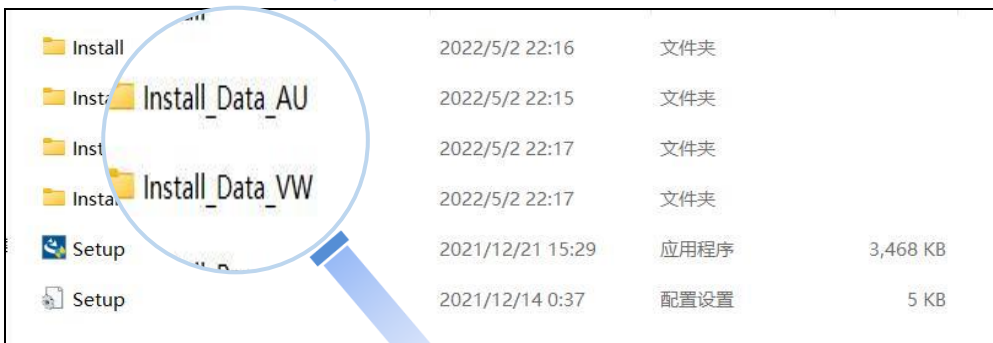 Install 2022/5/2 22:16 文件夹
Install_Data_AU 2022/5/2 22:15 文件夹
2022/5/2 22:17 文件夹
Install_Data_VW 2022/5/2 22:17 文件夹
Setup 2021/12/21 15:29 应用程序 3,468 KB
Setup 2021/12/14 0:37 配置设置 5 KB